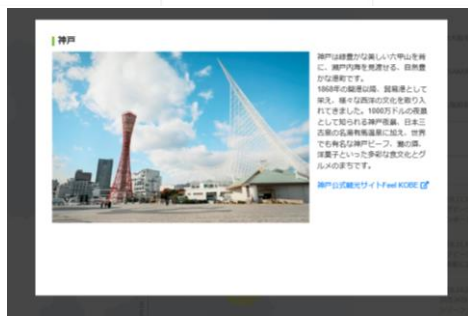 神戸
神戸は緑豊かな美しい六甲山を背
に、瀬戸内海を見渡せる、自然豊
かな港町です。
1868年の開港以降、貿易港として
栄え、様々な西洋の文化を取り入
れてきました。1000万ドルの夜景
として知られる神戸夜景、日本三
古泉の名湯有馬温泉に加え、世界
でも有名な神戸ビーフ、灘の酒、
洋菓子といった多彩な食文化とグ
ルメのまちです。
神戸公式観光サイトFeel KOBE